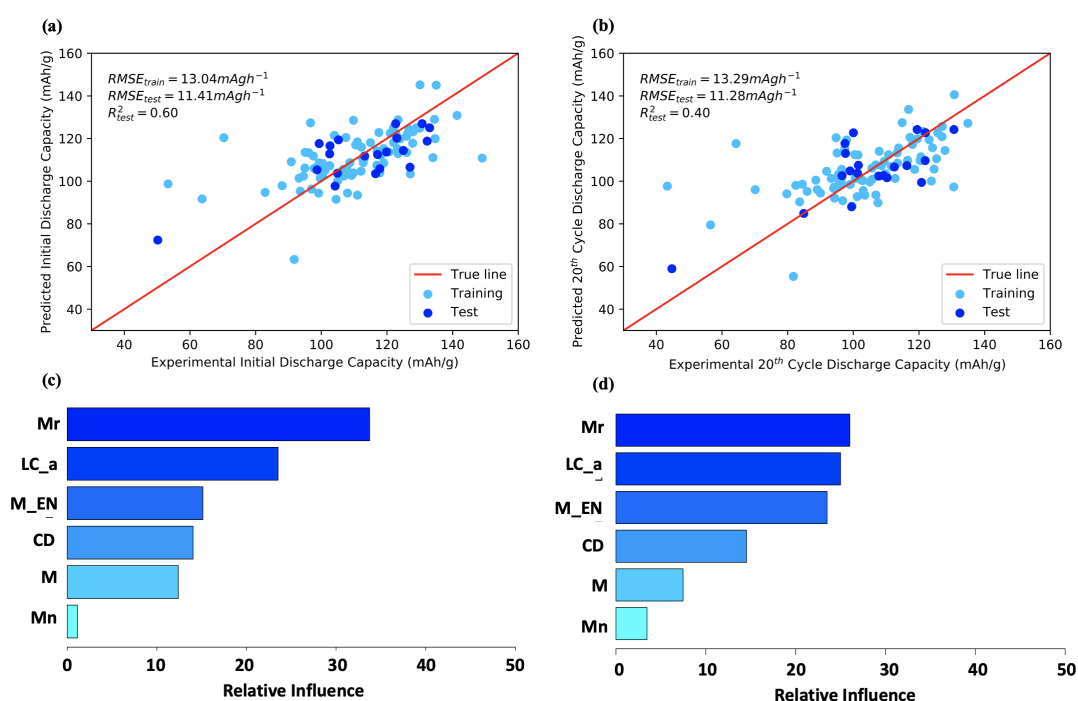 (a)
RMSE_train = 13.04mAgh⁻¹
RMSE_test = 11.41mAgh⁻¹
R²_test = 0.60
Predicted Initial Discharge Capacity (mAh/g)
160
140
120
100
80
60
40
True line
Training
Test
40 60 80 100 120 140 160
Experimental Initial Discharge Capacity (mAh/g)
(b)
RMSE_train = 13.29mAgh⁻¹
RMSE_test = 11.28mAgh⁻¹
R²_test = 0.40
Predicted 20ᵗʰ Cycle Discharge Capacity (mAh/g)
160
140
120
100
80
60
40
True line
Training
Test
40 60 80 100 120 140 160
Experimental 20ᵗʰ Cycle Discharge Capacity (mAh/g)
(c)
Mr
LC_a
M_EN
CD
M
Mn
0 10 20 30 40 50
Relative Influence
(d)
Mr
LC_a
M_EN
CD
M
Mn
0 10 20 30 40 50
Relative Influence